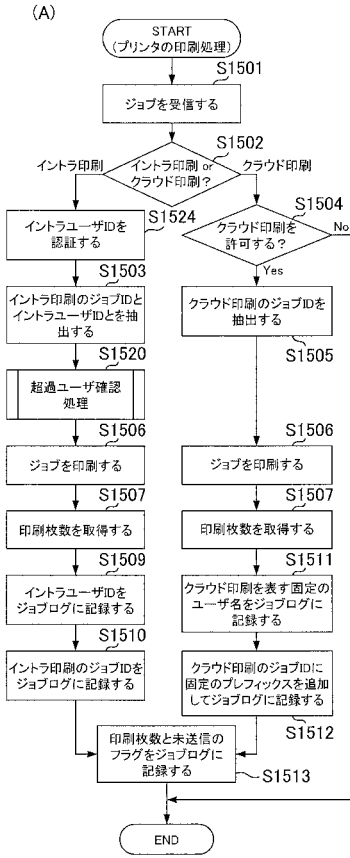 (A)
START
(プリンタの印刷処理)
S1501
ジョブを受信する
S1502
イントラ印刷 or
クラウド印刷？
イントラ印刷
クラウド印刷
S1524
イントラユーザIDを
認証する
S1504
クラウド印刷を
許可する？
No
Yes
S1503
イントラ印刷のジョブIDと
イントラユーザIDとを抽
出する
クラウド印刷のジョブIDを
抽出する
S1505
S1520
超過ユーザ確認
処理
S1506
ジョブを印刷する
S1506
ジョブを印刷する
S1507
印刷枚数を取得する
S1507
印刷枚数を取得する
S1509
イントラユーザIDを
ジョブログに記録する
S1511
クラウド印刷を表す固定の
ユーザ名をジョブログに
記録する
S1510
イントラ印刷のジョブIDを
ジョブログに記録する
クラウド印刷のジョブIDに
固定のプレフィックスを追加
してジョブログに記録する
S1512
印刷枚数と未送信の
フラグをジョブログに
記録する
S1513
END